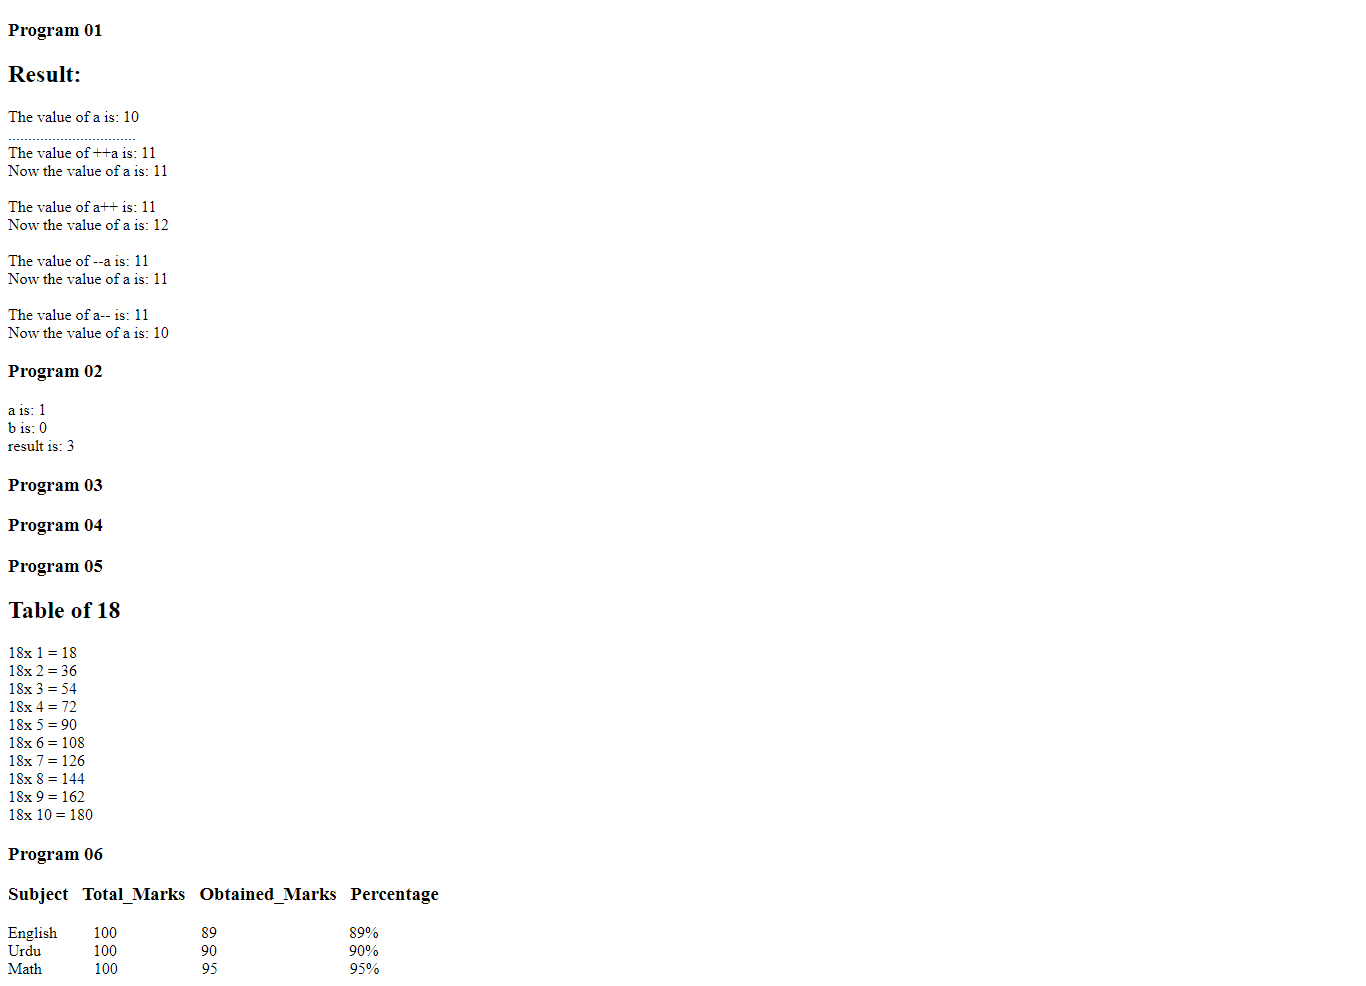 Program 01
Result:
The value of a is: 10
................................
The value of ++a is: 11
Now the value of a is: 11
The value of a++ is: 11
Now the value of a is: 12
The value of --a is: 11
Now the value of a is: 11
The value of a-- is: 11
Now the value of a is: 10
Program 02
a is: 1
b is: 0
result is: 3
Program 03
Program 04
Program 05
Table of 18
18x 1 = 18
18x 2 = 36
18x 3 = 54
18x 4 = 72
18x 5 = 90
18x 6 = 108
18x 7 = 126
18x 8 = 144
18x 9 = 162
18x 10 = 180
Program 06
Subject Total_Marks Obtained_Marks Percentage
English 100 89 89%
Urdu 100 90 90%
Math 100 95 95%